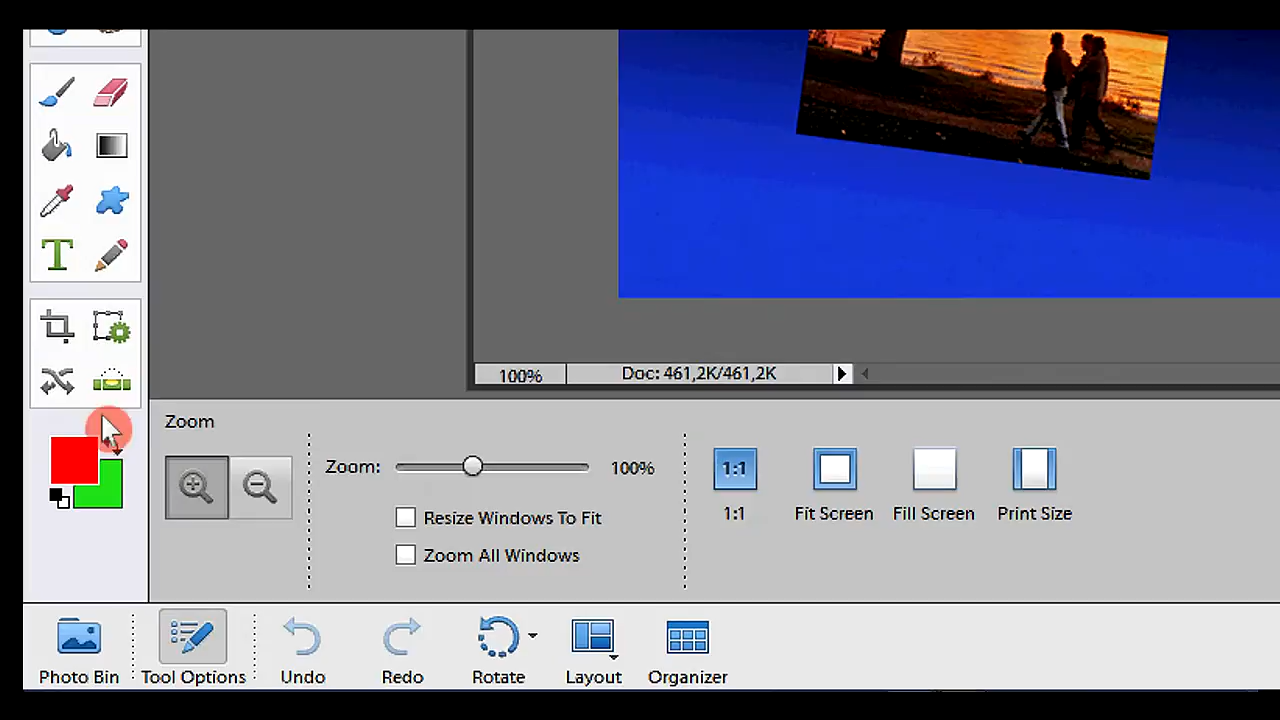 T
100%
Doc: 461,2K/461,2K
Zoom
Zoom:
100%
Resize Windows To Fit
Zoom All Windows
1:1
1:1
Fit Screen
Fill Screen
Print Size
Photo Bin
Tool Options
Undo
Redo
Rotate
Layout
Organizer